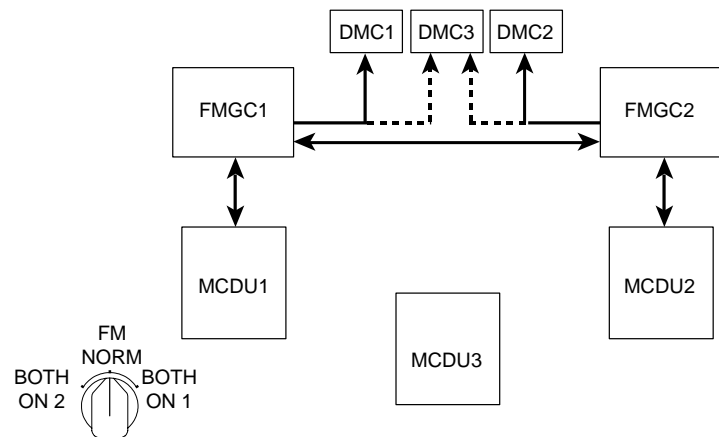 DMC1
DMC3
DMC2
FMGC1
FMGC2
MCDU1
MCDU2
MCDU3
FM
NORM
BOTH
ON 2
BOTH
ON 1